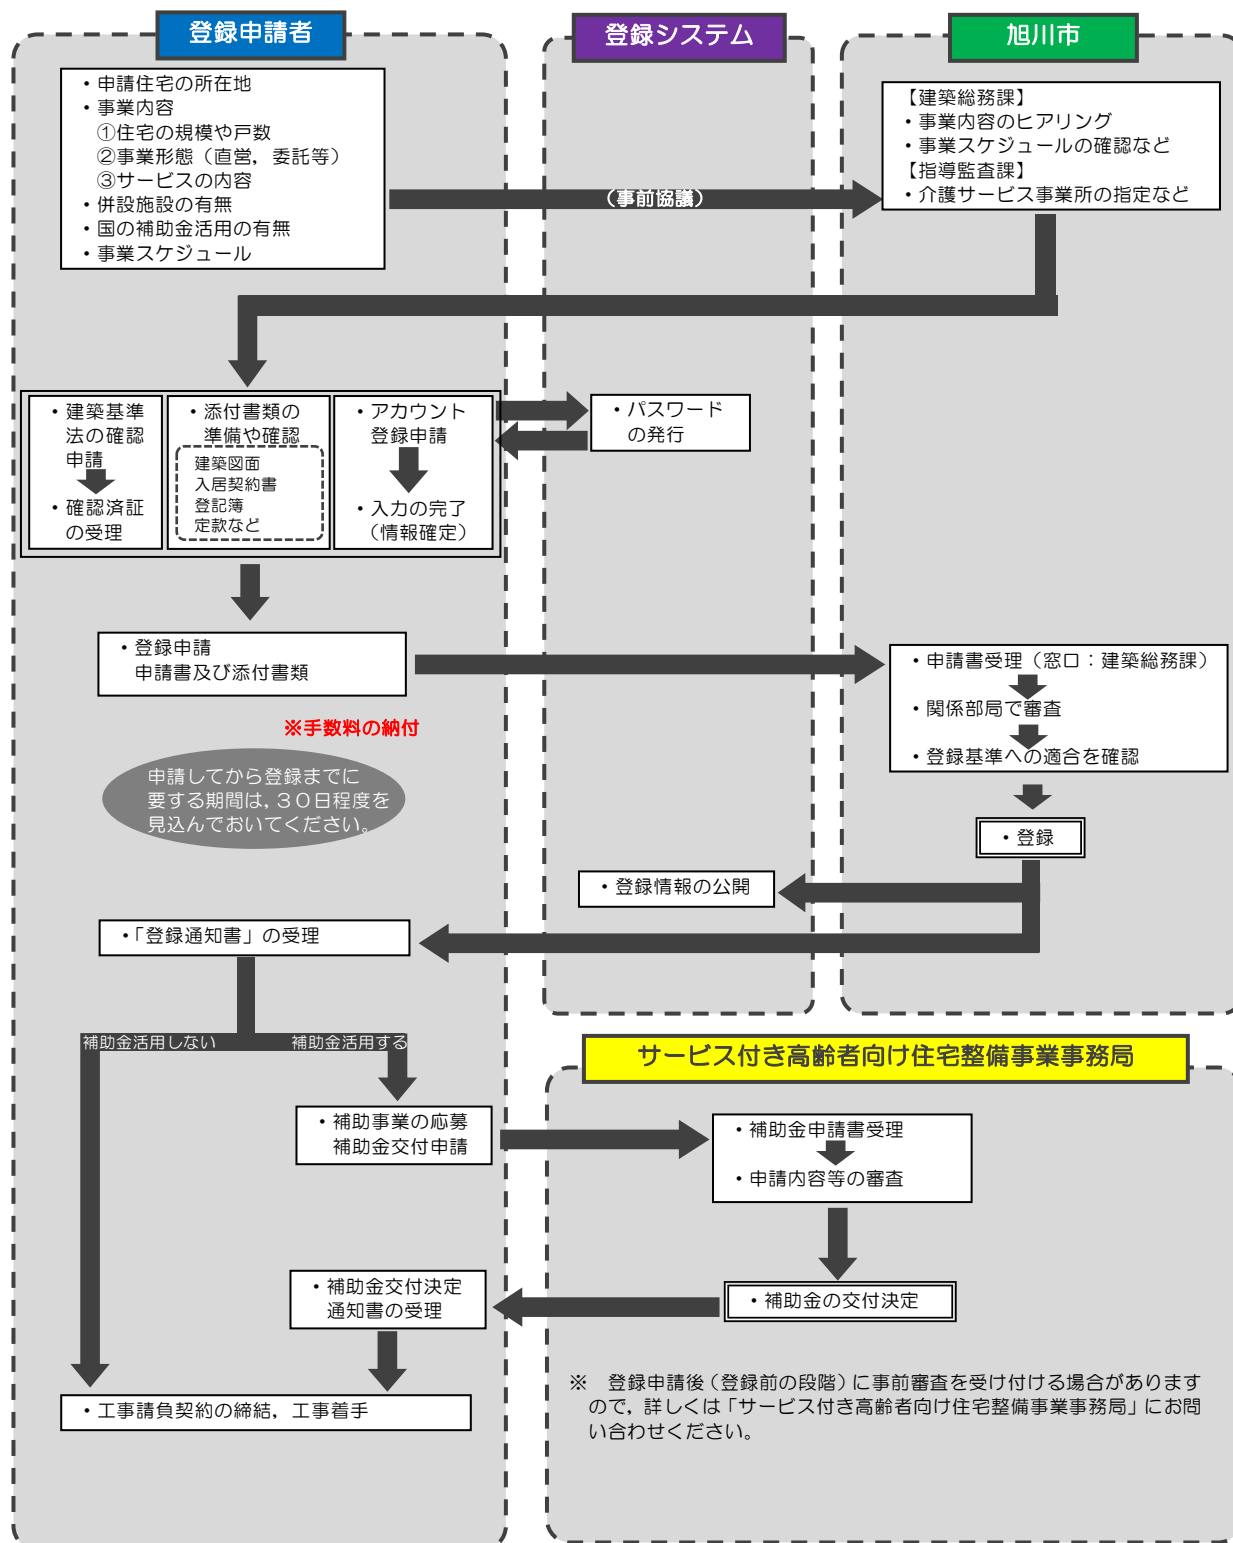 登録申請者
登録システム
旭川市
・申請住宅の所在地
・事業内容
①住宅の規模や戸数
②事業形態（直営，委託等）
③サービスの内容
・併設施設の有無
・国の補助金活用の有無
・事業スケジュール
（事前協議）
【建築総務課】
・事業内容のヒアリング
・事業スケジュールの確認など
【指導監査課】
・介護サービス事業所の指定など
・建築基準
法の確認
申請
・確認済証
の受理
・添付書類の
準備や確認
建築図面
入居契約書
登記簿
定款など
・アカウント
登録申請
・入力の完了
（情報確定）
・パスワード
の発行
・登録申請
申請書及び添付書類
・申請書受理（窓口：建築総務課）
・関係部局で審査
・登録基準への適合を確認
※手数料の納付
申請してから登録までに
要する期間は，３０日程度を
見込んでおいてください。
・登録
・登録情報の公開
・「登録通知書」の受理
補助金活用しない
補助金活用する
サービス付き高齢者向け住宅整備事業事務局
・補助事業の応募
補助金交付申請
・補助金申請書受理
・申請内容等の審査
・補助金交付決定
通知書の受理
・補助金の交付決定
※　登録申請後（登録前の段階）に事前審査を受け付ける場合があります
ので，詳しくは「サービス付き高齢者向け住宅整備事業事務局」にお問
い合わせください。
・工事請負契約の締結，工事着手